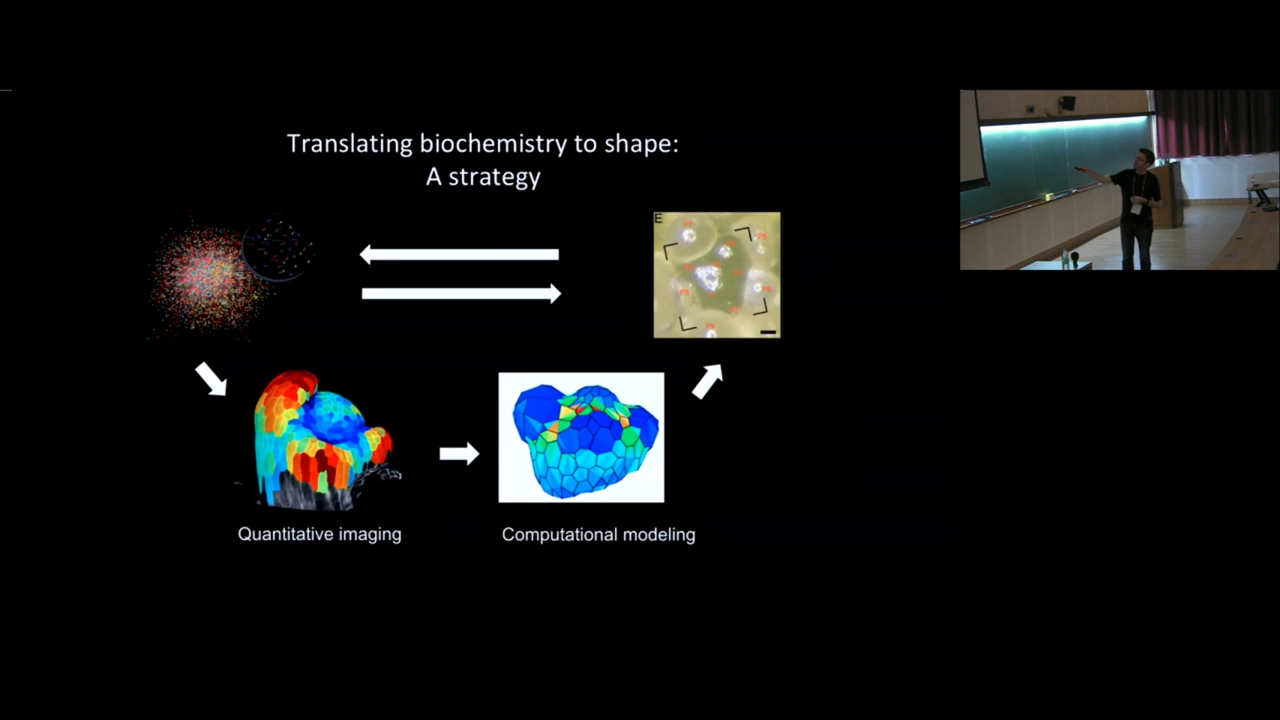 Translating biochemistry to shape:
A strategy
E
Quantitative imaging
Computational modeling